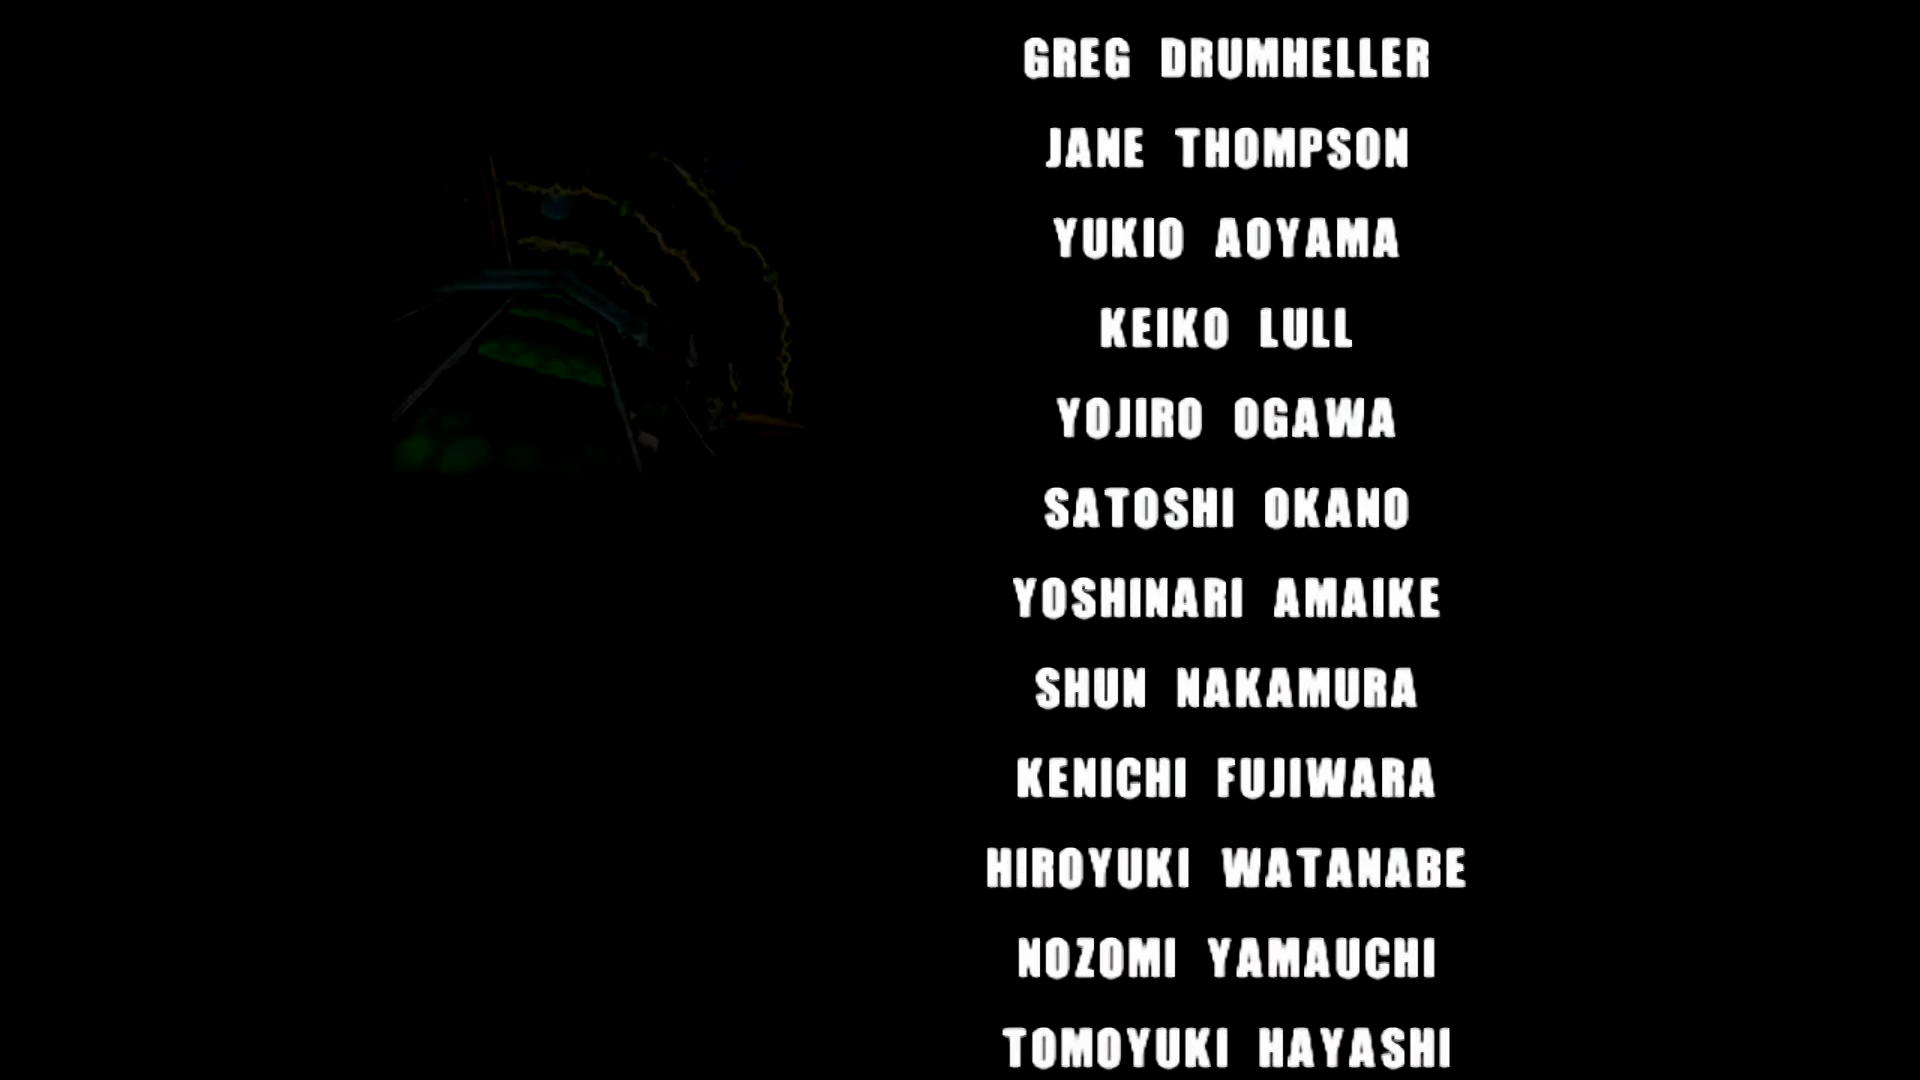 GREG DRUMHELLER
JANE THOMPSON
YUKIO AOYAMA
KEIKO LULL
YOJIRO OGAWA
SATOSHI OKANO
YOSHINARI AMAIKE
SHUN NAKAMURA
KENICHI FUJIWARA
HIROYUKI WATANABE
NOZOMI YAMAUCHI
TOMOYUKI HAYASHI